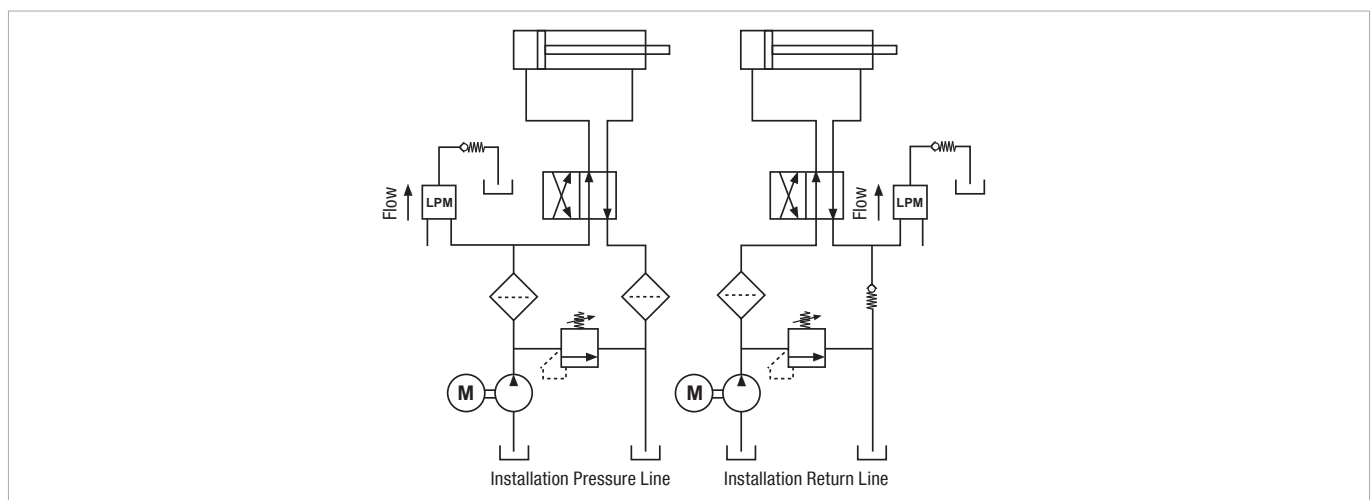 Flow
LPM
Flow
LPM
M
M
Installation Pressure Line
Installation Return Line